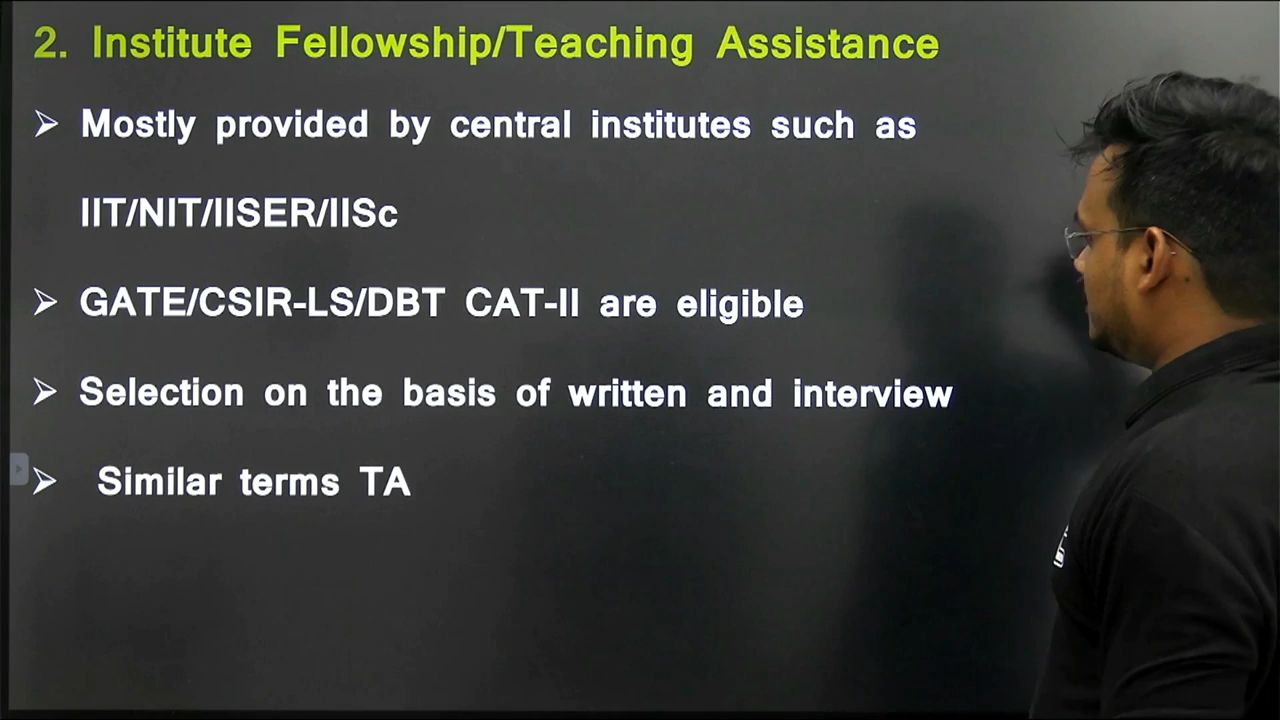 2. Institute Fellowship/Teaching Assistance
➢ Mostly provided by central institutes such as
IIT/NIT/IISER/IISc
➢ GATE/CSIR-LS/DBT CAT-II are eligible
➢ Selection on the basis of written and interview
➢ Similar terms TA